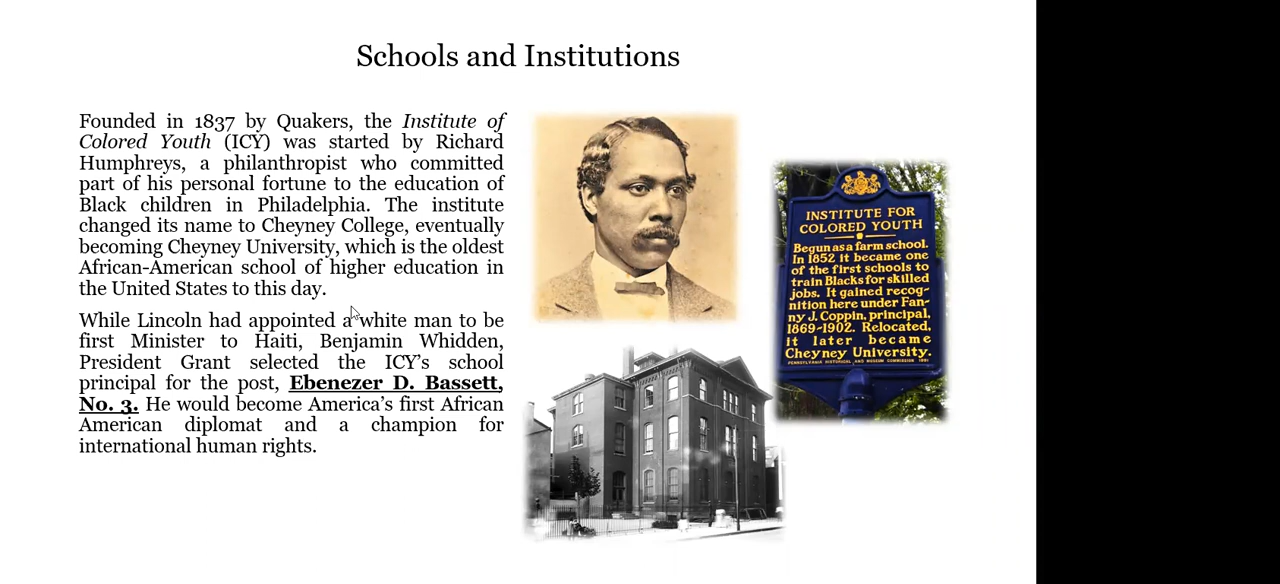 Schools and Institutions
Founded in 1837 by Quakers, the Institute of
Colored Youth (ICY) was started by Richard
Humphreys, a philanthropist who committed
part of his personal fortune to the education of
Black children in Philadelphia. The institute
changed its name to Cheyney College, eventually
becoming Cheyney University, which is the oldest
African-American school of higher education in
the United States to this day.
While Lincoln had appointed a white man to be
first Minister to Haiti, Benjamin Whidden,
President Grant selected the ICY’s school
principal for the post, Ebenezer D. Bassett,
No. 3. He would become America’s first African
American diplomat and a champion for
international human rights.
INSTITUTE FOR
COLORED YOUTH
Begun as a farm school.
In 1852 it became one
of the first schools to
train Blacks for skilled
jobs. It gained recog-
nition here under Fan-
ny J. Coppin, principal,
1869-1902. Relocated,
it later became
Cheyney University.
PENNSYLVANIA HISTORICAL AND MUSEUM COMMISSION 1991